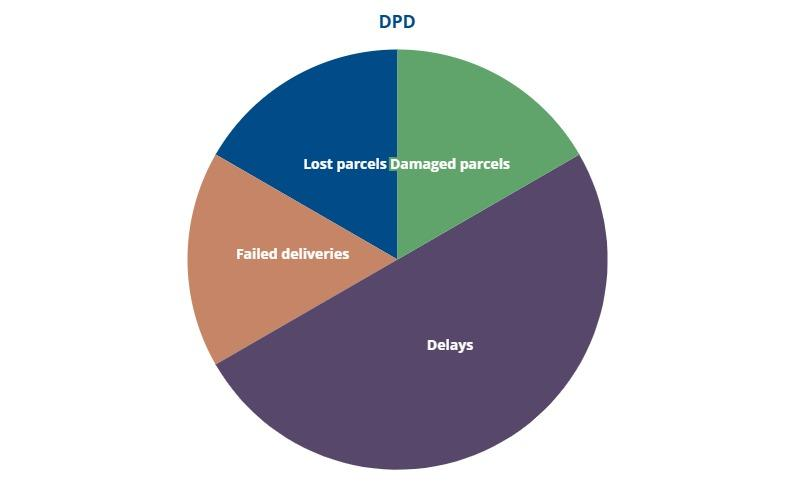 DPD
Lost parcels
Damaged parcels
Failed deliveries
Delays